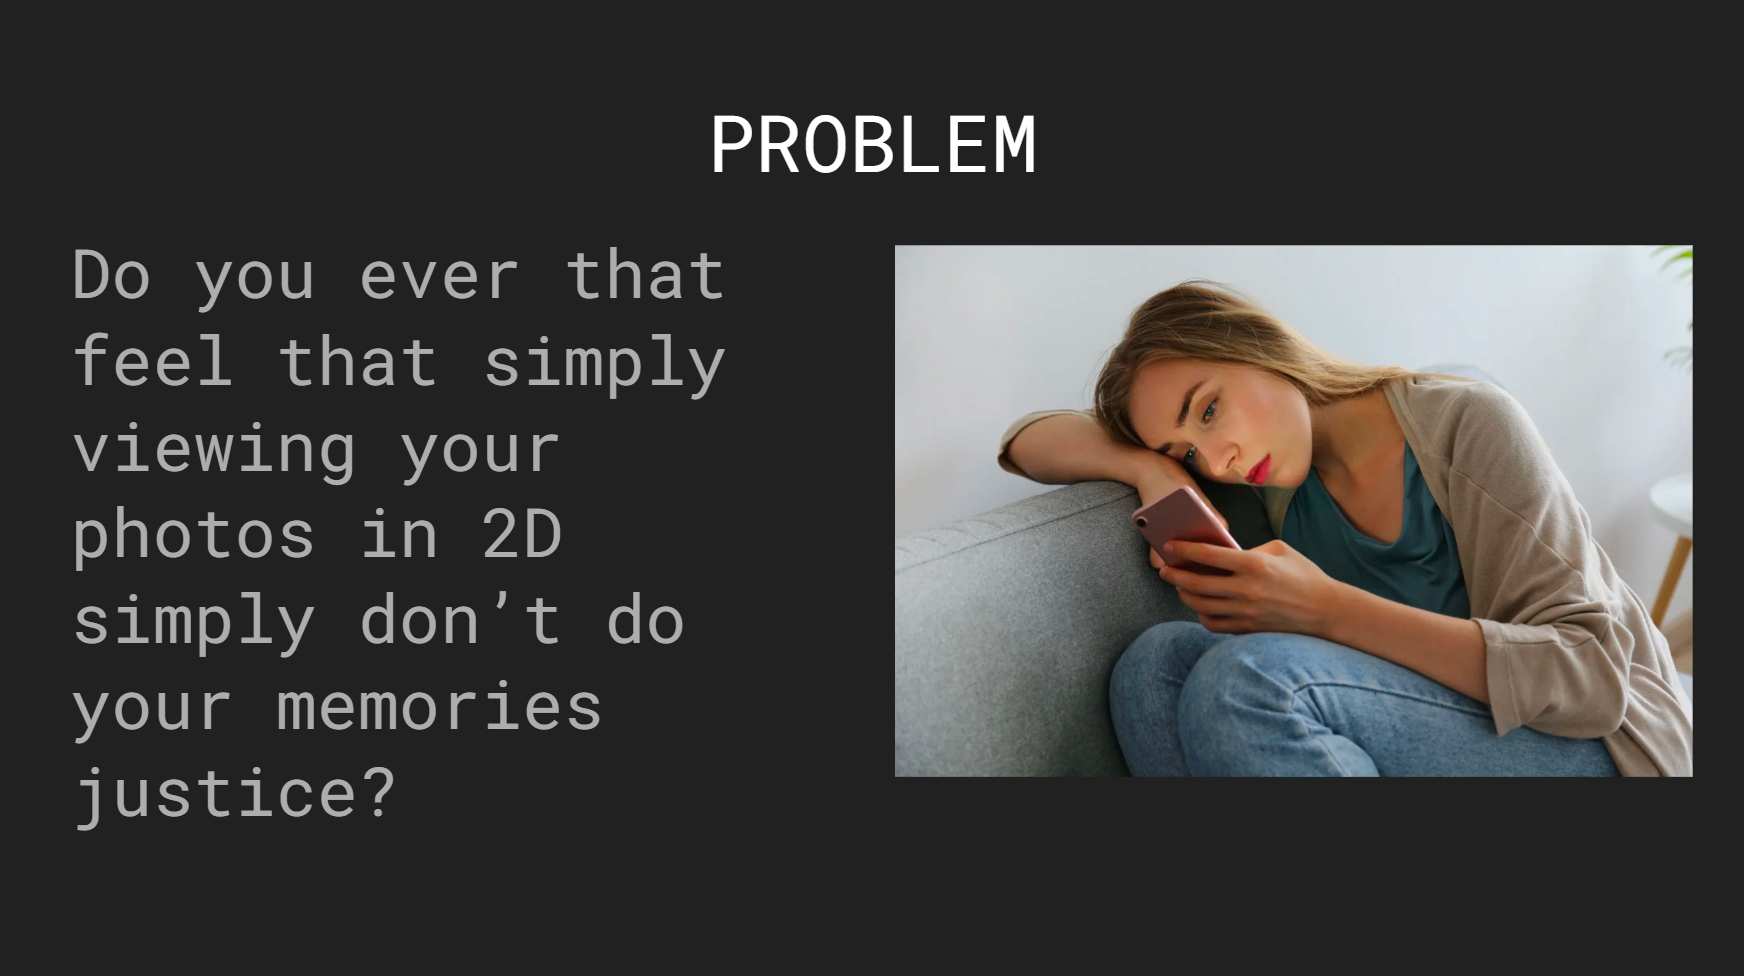 PROBLEM
Do you ever that
feel that simply
viewing your
photos in 2D
simply don’t do
your memories
justice?